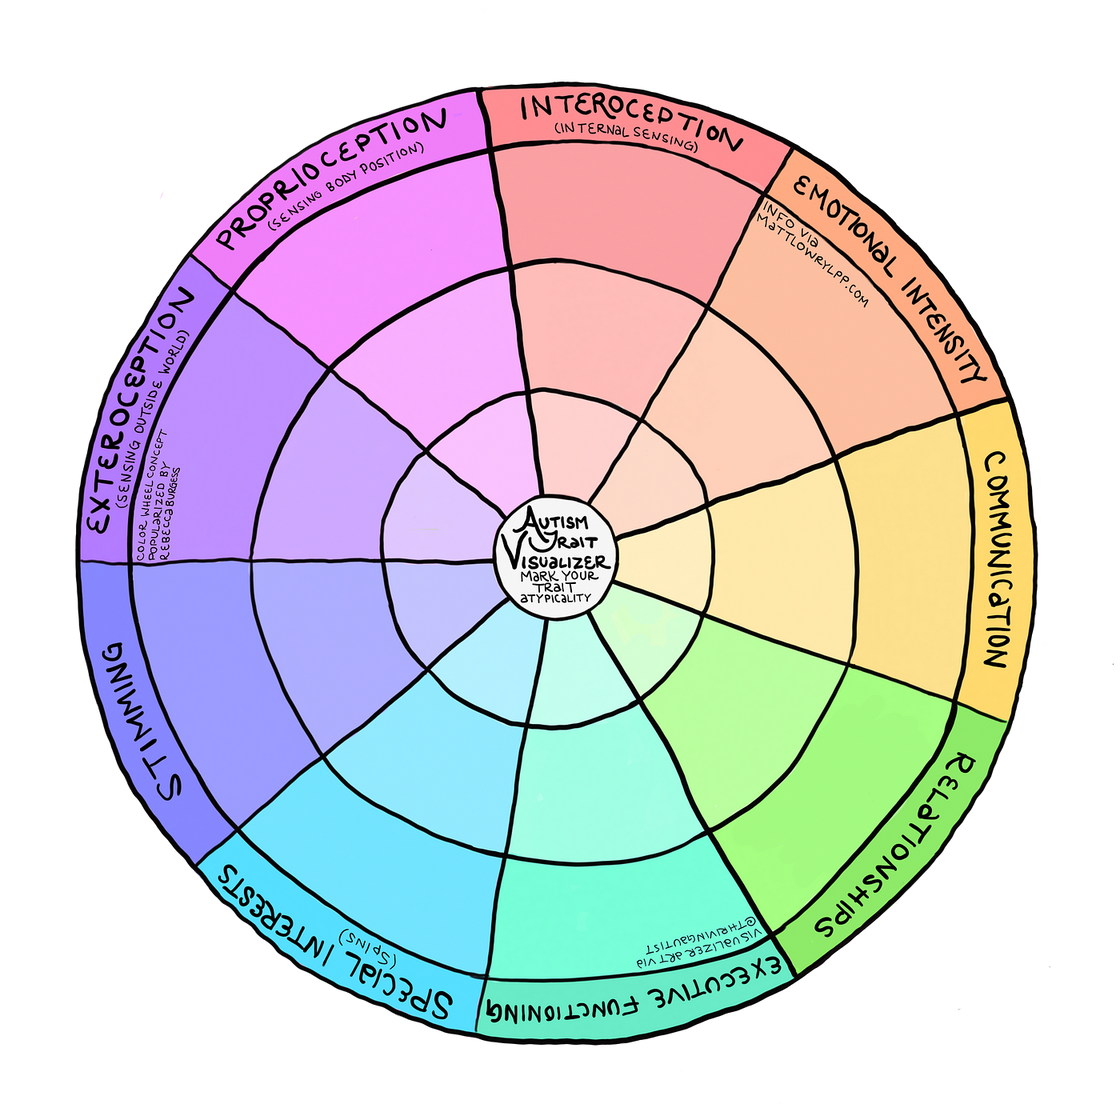 INTEROCEPTION
(INTERNAL SENSING)
EMOTIONAL INTENSITY
INFO VIA
MATTLOWRYLPP.COM
COMMUNICATION
RELATIONSHIPS
EXECUTIVE FUNCTIONING
VISUALIZER ART VIA
@THRIVINGAUTIST
SPECIAL INTERESTS
(SPINS)
STIMMING
EXTEROCEPTION
(SENSING OUTSIDE WORLD)
COLOR WHEEL CONCEPT
POPULARIZED BY
REBECCA BURGESS
PROPRIOCEPTION
(SENSING BODY POSITION)
AUTISM
TRAIT
VISUALIZER
MARK YOUR
TRAIT
ATYPICALITY